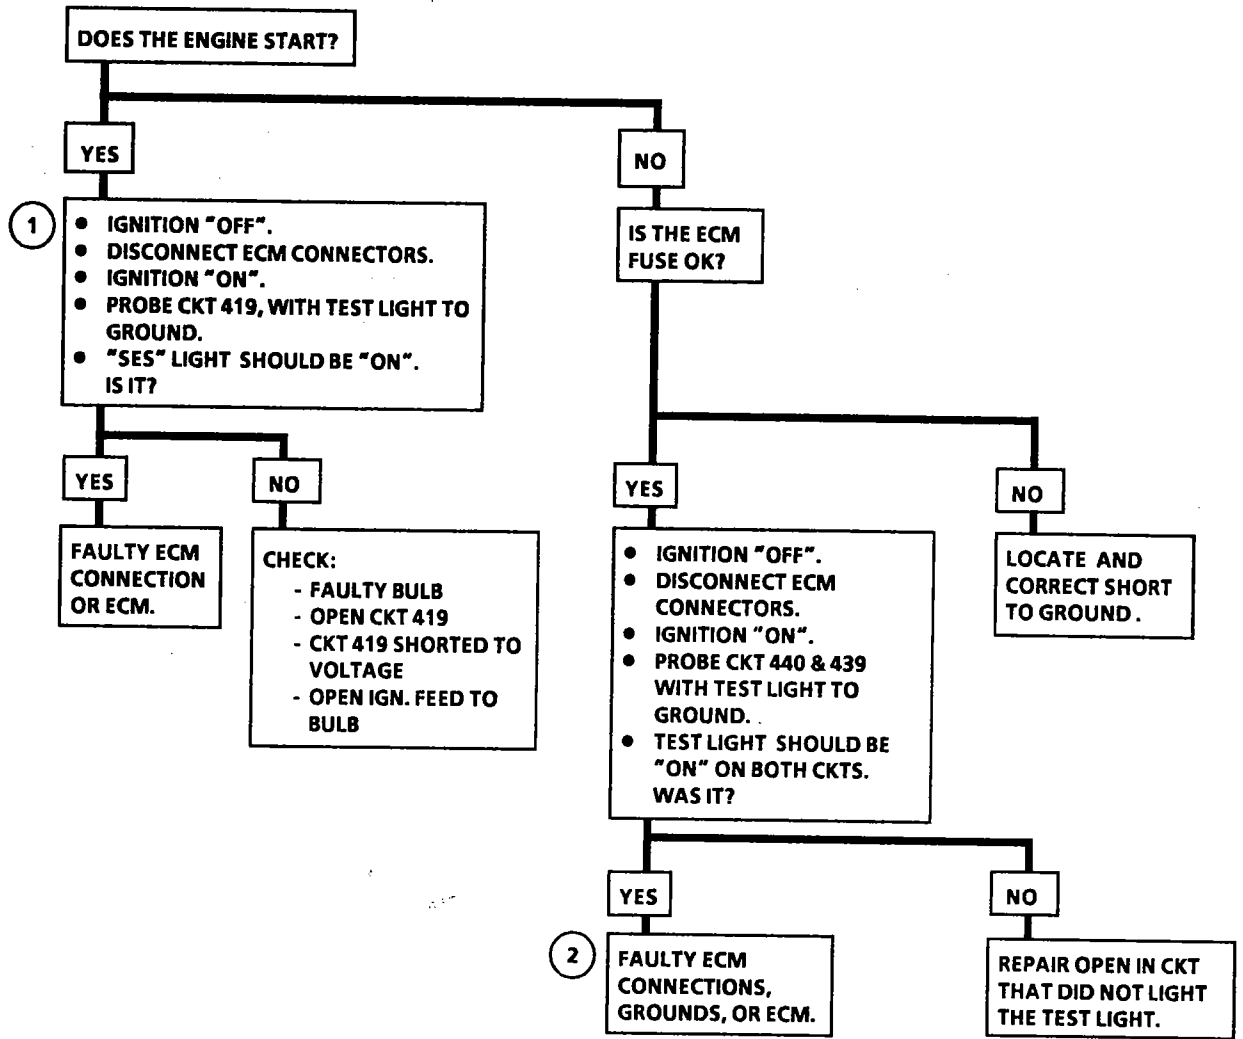 DOES THE ENGINE START?
YES
NO
1
● IGNITION "OFF".
● DISCONNECT ECM CONNECTORS.
● IGNITION "ON".
● PROBE CKT 419, WITH TEST LIGHT TO
GROUND.
● "SES" LIGHT SHOULD BE "ON".
IS IT?
IS THE ECM
FUSE OK?
YES
NO
YES
NO
FAULTY ECM
CONNECTION
OR ECM.
CHECK:
- FAULTY BULB
- OPEN CKT 419
- CKT 419 SHORTED TO
VOLTAGE
- OPEN IGN. FEED TO
BULB
● IGNITION "OFF".
● DISCONNECT ECM
CONNECTORS.
● IGNITION "ON".
● PROBE CKT 440 & 439
WITH TEST LIGHT TO
GROUND.
● TEST LIGHT SHOULD BE
"ON" ON BOTH CKTS.
WAS IT?
LOCATE AND
CORRECT SHORT
TO GROUND.
YES
NO
2
FAULTY ECM
CONNECTIONS,
GROUNDS, OR ECM.
REPAIR OPEN IN CKT
THAT DID NOT LIGHT
THE TEST LIGHT.